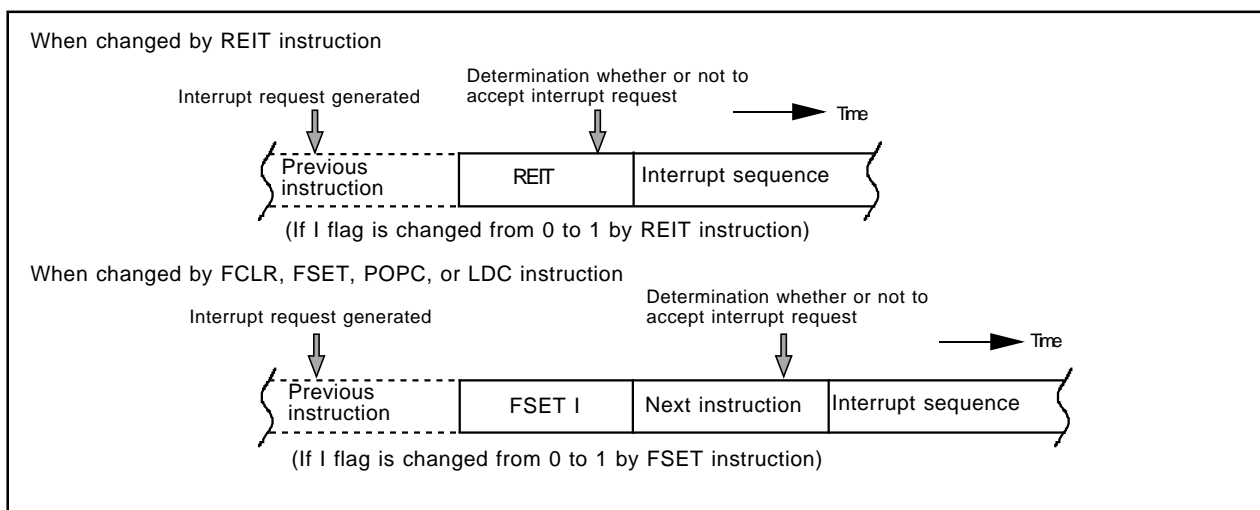 When changed by REIT instruction
Determination whether or not to
accept interrupt request
Interrupt request generated
Time
Previous
instruction
REIT
Interrupt sequence
(If I flag is changed from 0 to 1 by REIT instruction)
When changed by FCLR, FSET, POPC, or LDC instruction
Determination whether or not to
accept interrupt request
Interrupt request generated
Time
Previous
instruction
FSET I
Next instruction
Interrupt sequence
(If I flag is changed from 0 to 1 by FSET instruction)